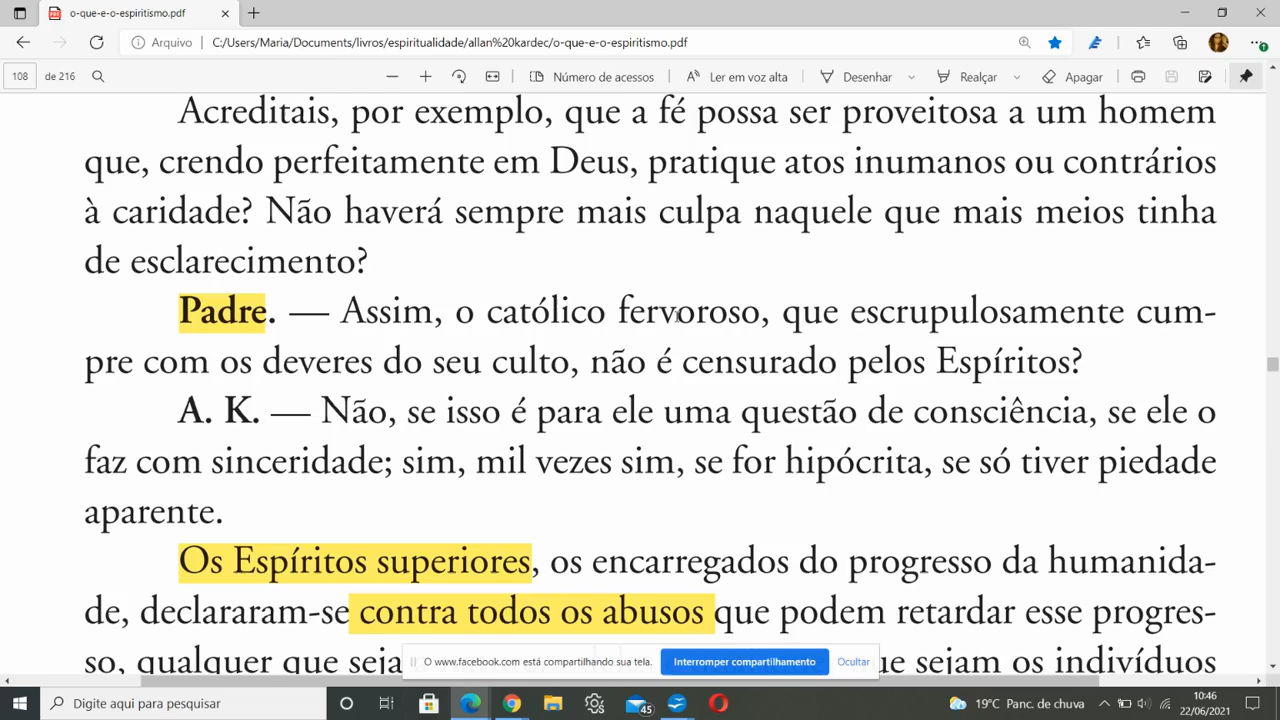 o-que-e-o-espiritismo.pdf
Arquivo C:/Users/Maria/Documents/livros/espiritualidade/allan%20kardec/o-que-e-o-espiritismo.pdf
108 de 216 Número de acessos Ler em voz alta Desenhar Realçar Apagar
Acreditais, por exemplo, que a fé possa ser proveitosa a um homem
que, crendo perfeitamente em Deus, pratique atos inumanos ou contrários
à caridade? Não haverá sempre mais culpa naquele que mais meios tinha
de esclarecimento?
Padre. — Assim, o católico fervoroso, que escrupulosamente cum-
pre com os deveres do seu culto, não é censurado pelos Espíritos?
A. K. — Não, se isso é para ele uma questão de consciência, se ele o
faz com sinceridade; sim, mil vezes sim, se for hipócrita, se só tiver piedade
aparente.
Os Espíritos superiores, os encarregados do progresso da humanida-
de, declararam-se contra todos os abusos que podem retardar esse progres-
so, qualquer que seja ue sejam os indivíduos
O www.facebook.com está compartilhando sua tela. Interromper compartilhamento Ocultar
Digite aqui para pesquisar 45 19°C Panc. de chuva 10:46
22/06/2021